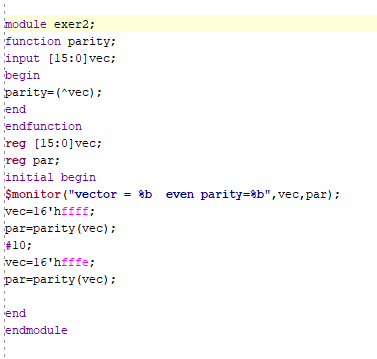 module exer2;
function parity;
input [15:0]vec;
begin
parity=(^vec);
end
endfunction
reg [15:0]vec;
reg par;
initial begin
$monitor("vector = %b  even parity=%b",vec,par);
vec=16'hffff;
par=parity(vec);
#10;
vec=16'hfffe;
par=parity(vec);
end
endmodule